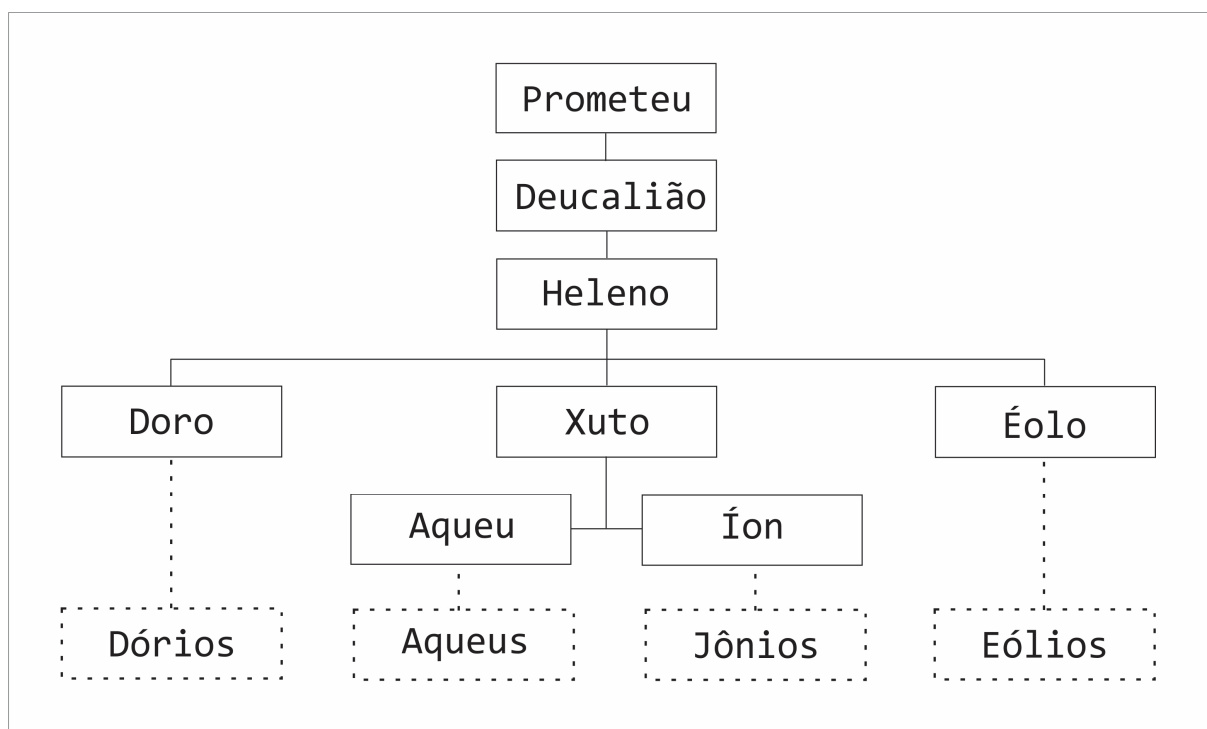 Prometeu
Deucalião
Heleno
Doro
Xuto
Éolo
Aqueu
Íon
Dórios
Aqueus
Jônios
Eólios